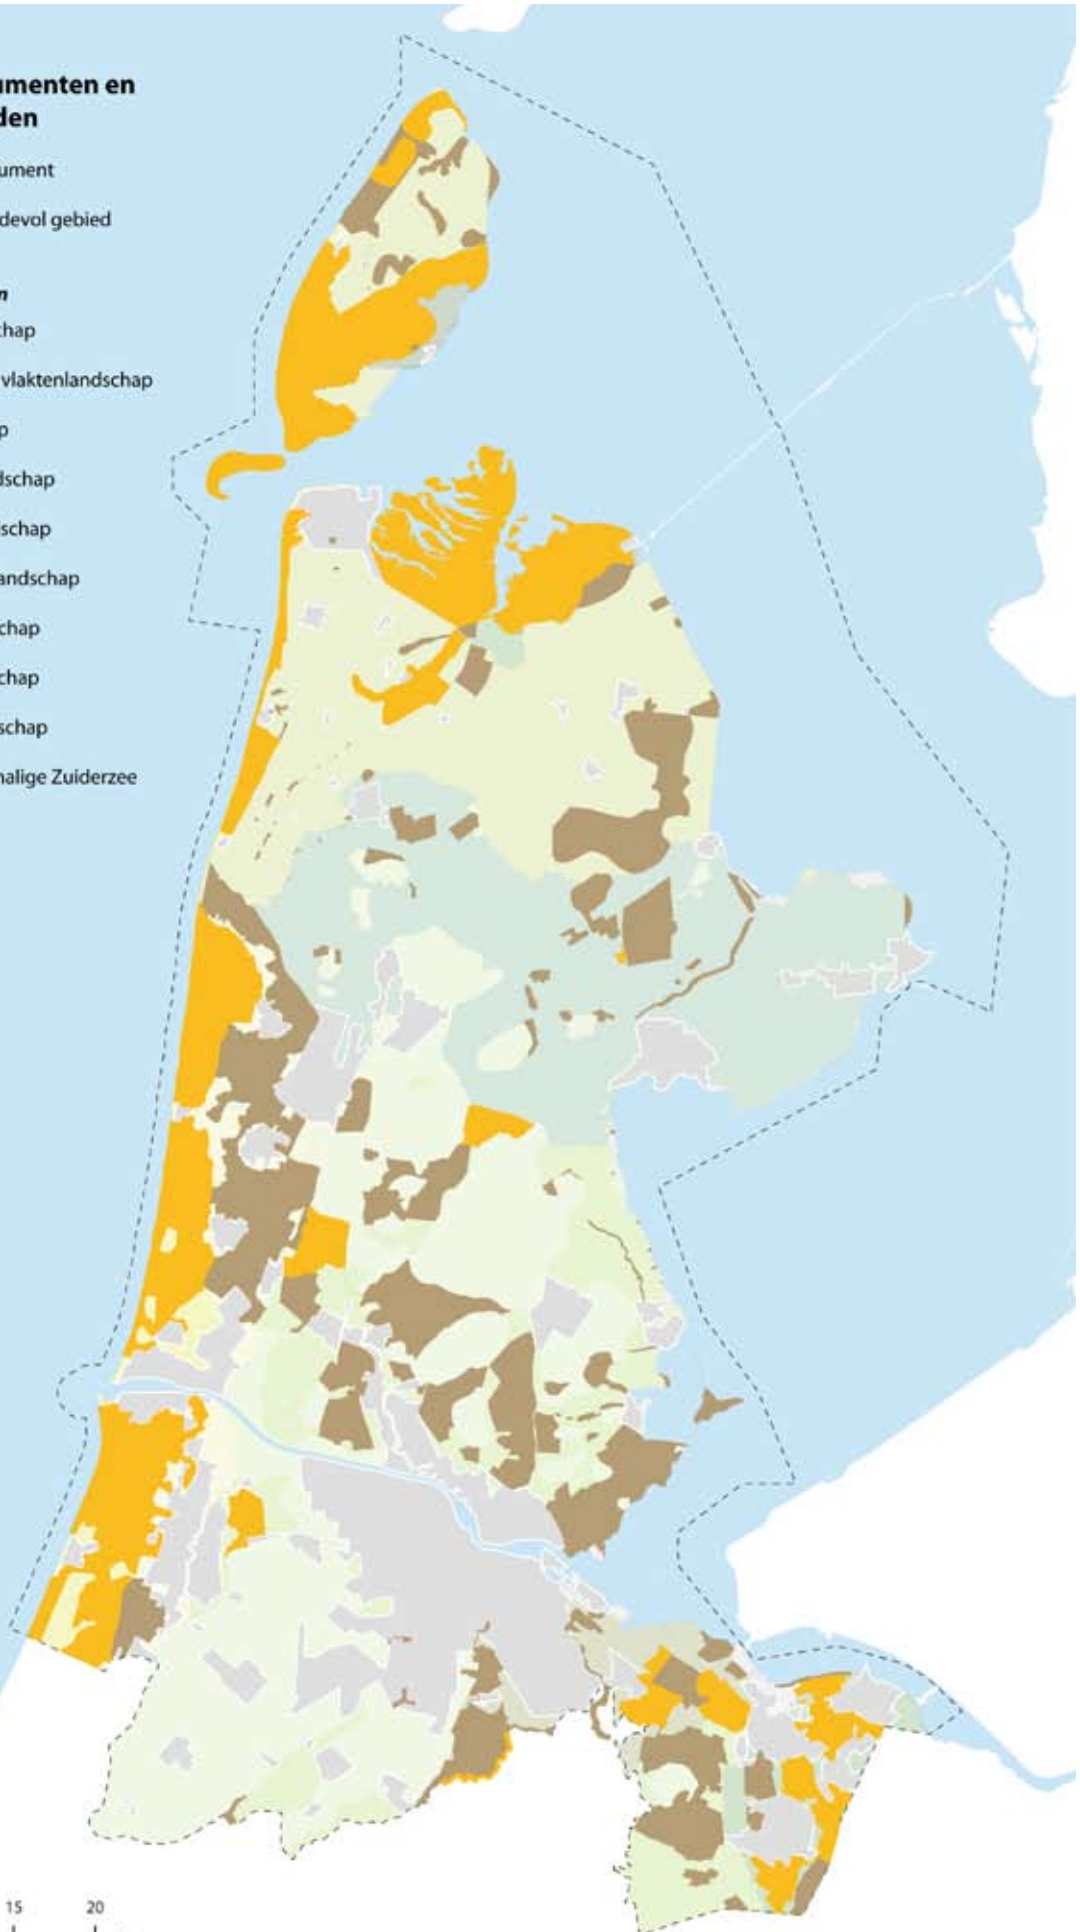 umenten en
den
ument
devol gebied
n
chap
vlaktenlandschap
p
dschap
schap
andschap
chap
chap
schap
nalige Zuiderzee
15 20